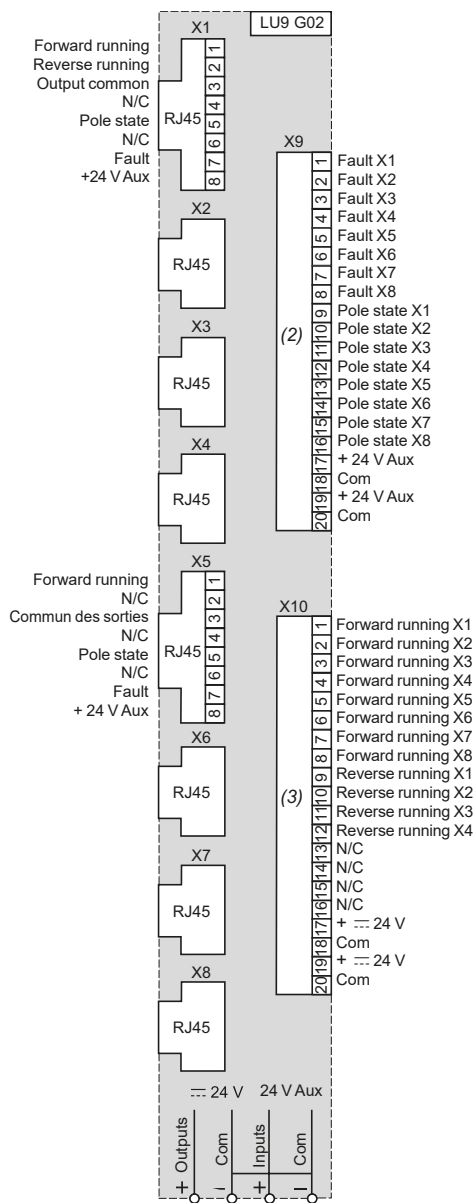 LU9 G02
X1
Forward running
Reverse running
Output common
N/C
Pole state
N/C
Fault
+24 V Aux
RJ45
1
2
3
4
5
6
7
8
X2
RJ45
X3
RJ45
X4
RJ45
X5
Forward running
N/C
Commun des sorties
N/C
Pole state
N/C
Fault
+ 24 V Aux
RJ45
1
2
3
4
5
6
7
8
X6
RJ45
X7
RJ45
X8
RJ45
X9
(2)
1 Fault X1
2 Fault X2
3 Fault X3
4 Fault X4
5 Fault X5
6 Fault X6
7 Fault X7
8 Fault X8
9 Pole state X1
10 Pole state X2
11 Pole state X3
12 Pole state X4
13 Pole state X5
14 Pole state X6
15 Pole state X7
16 Pole state X8
17 + 24 V Aux
18 Com
19 + 24 V Aux
20 Com
X10
(3)
1 Forward running X1
2 Forward running X2
3 Forward running X3
4 Forward running X4
5 Forward running X5
6 Forward running X6
7 Forward running X7
8 Forward running X8
9 Reverse running X1
10 Reverse running X2
11 Reverse running X3
12 Reverse running X4
13 N/C
14 N/C
15 N/C
16 N/C
17 + ⎓ 24 V
18 Com
19 + ⎓ 24 V
20 Com
⎓ 24 V
24 V Aux
+ Outputs
– Com
+ Inputs
– Com